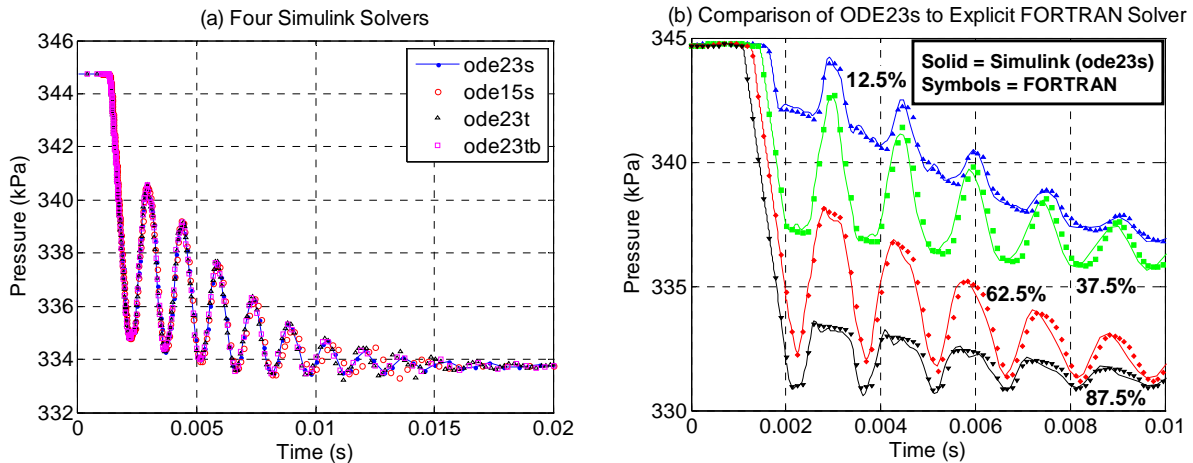 (a) Four Simulink Solvers
346
344
342
340
338
336
334
332
0
0.005
0.01
0.015
0.02
Pressure (kPa)
Time (s)
ode23s
ode15s
ode23t
ode23tb
(b) Comparison of ODE23s to Explicit FORTRAN Solver
345
340
335
330
0
0.002
0.004
0.006
0.008
0.01
Pressure (kPa)
Time (s)
Solid = Simulink (ode23s)
Symbols = FORTRAN
12.5%
37.5%
62.5%
87.5%